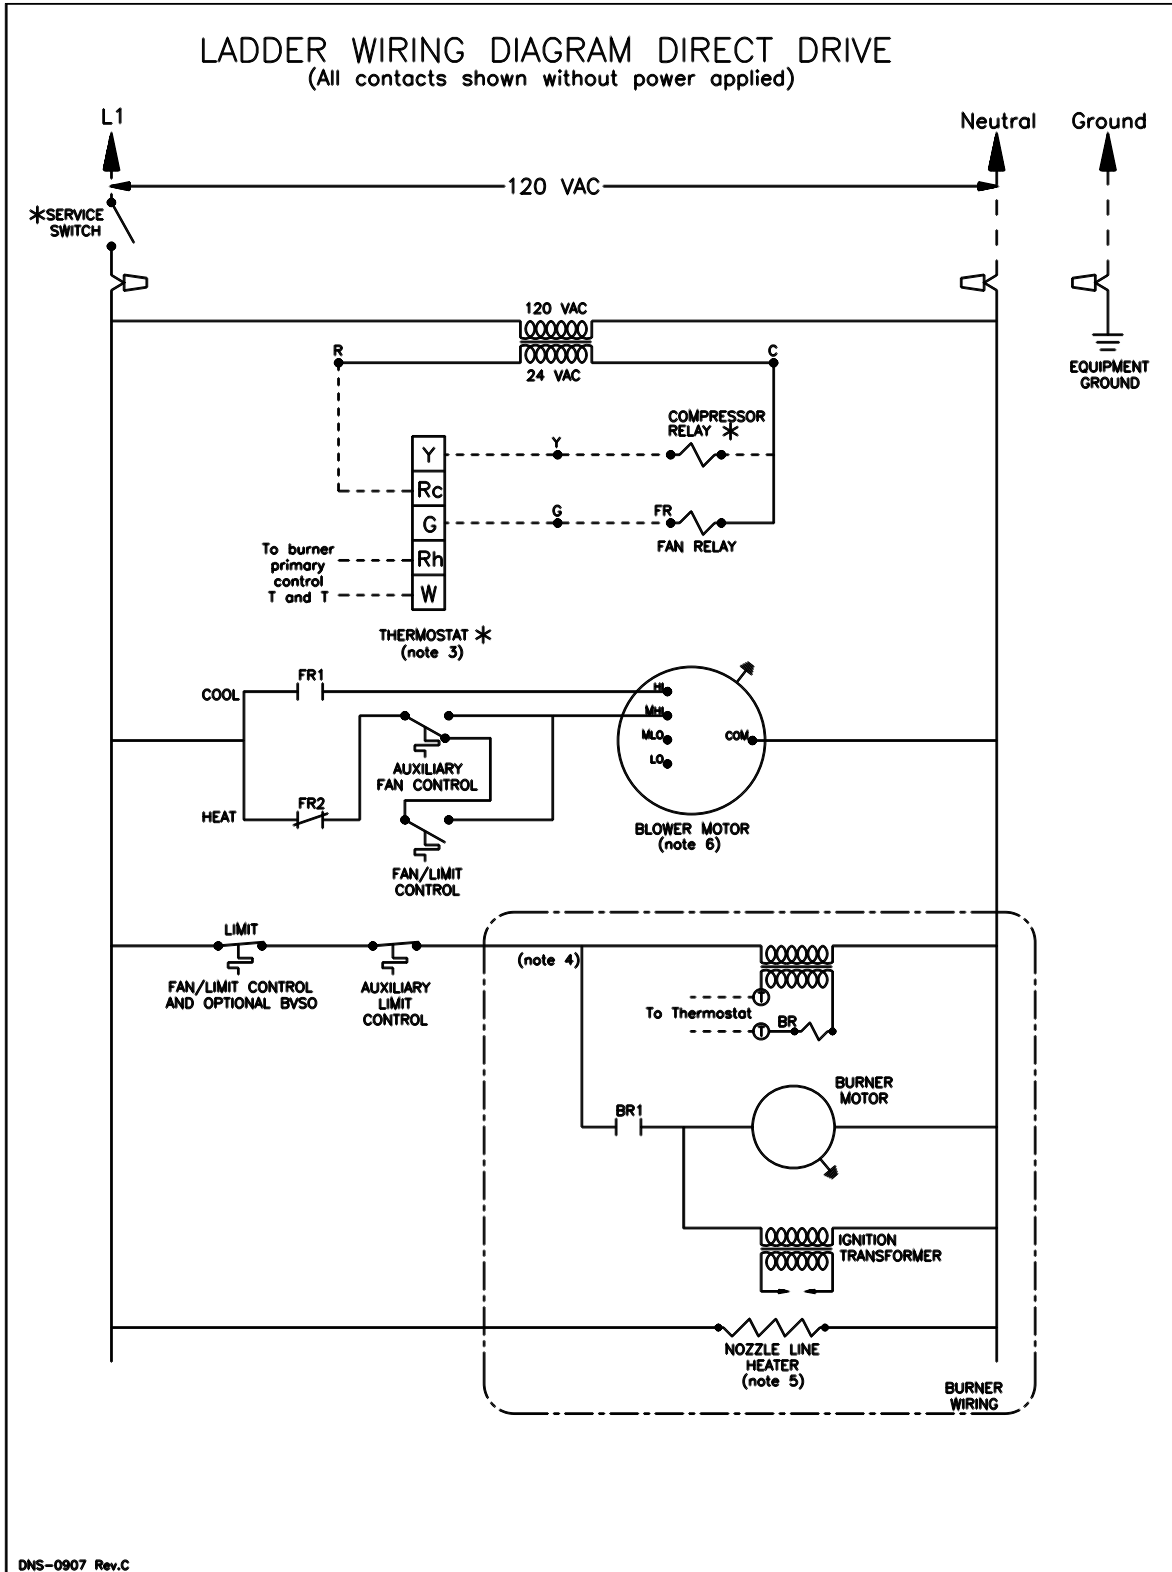 LADDER WIRING DIAGRAM DIRECT DRIVE
(All contacts shown without power applied)
L1
Neutral
Ground
120 VAC
*SERVICE
SWITCH
120 VAC
24 VAC
R
C
EQUIPMENT
GROUND
COMPRESSOR
RELAY *
Y
Y
Rc
G
G
FR
FAN RELAY
Rh
W
To burner
primary
control
T and T
THERMOSTAT *
(note 3)
COOL
FR1
HI
MHI
MLO
LO
COM
AUXILIARY
FAN CONTROL
HEAT
FR2
BLOWER MOTOR
(note 6)
FAN/LIMIT
CONTROL
LIMIT
FAN/LIMIT CONTROL
AND OPTIONAL BVSO
AUXILIARY
LIMIT
CONTROL
(note 4)
T
To Thermostat
T
BR
BURNER
MOTOR
BR1
IGNITION
TRANSFORMER
NOZZLE LINE
HEATER
(note 5)
BURNER
WIRING
DNS-0907 Rev.C